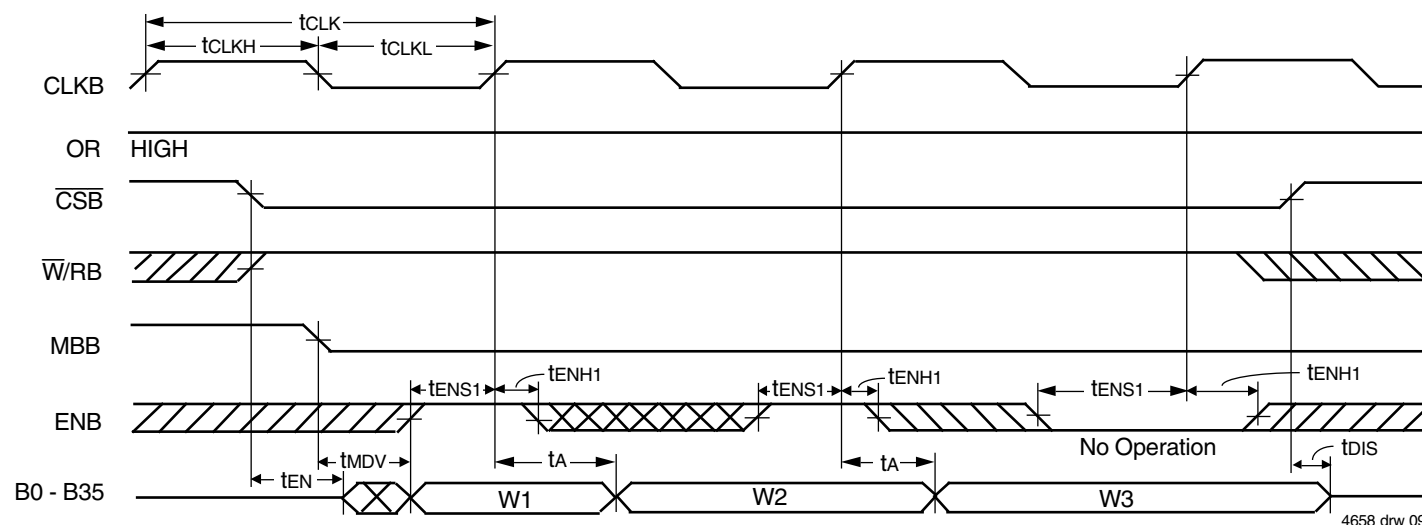 tCLK
tCLKH tCLKL
CLKB
OR HIGH
CSB
W/RB
MBB
tENS1 tENH1 tENS1 tENH1 tENS1 tENH1
ENB
No Operation
tMDV tA tA tDIS
tEN
B0 - B35 W1 W2 W3
4658 drw 09